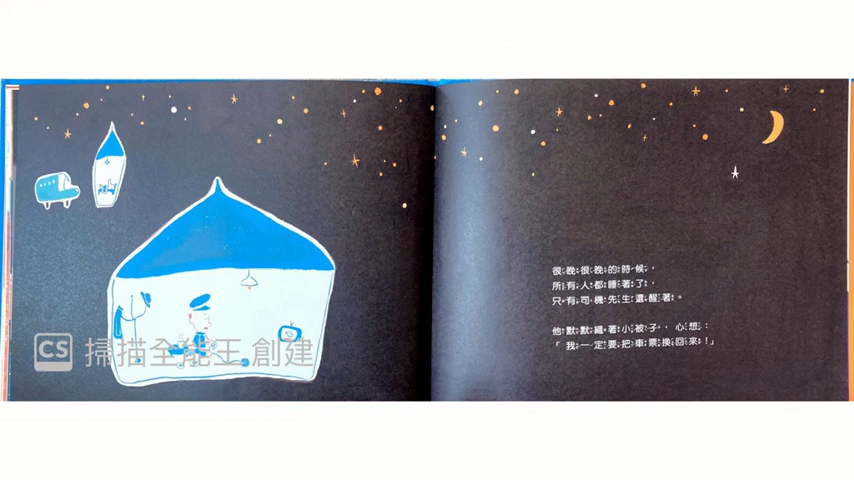 很晚很晚的時候，
所有人都睡著了，
只有司機先生還醒著。
他默默織著小被子，心想：
「我一定要把車票換回來！」
CS 掃描全能王 創建